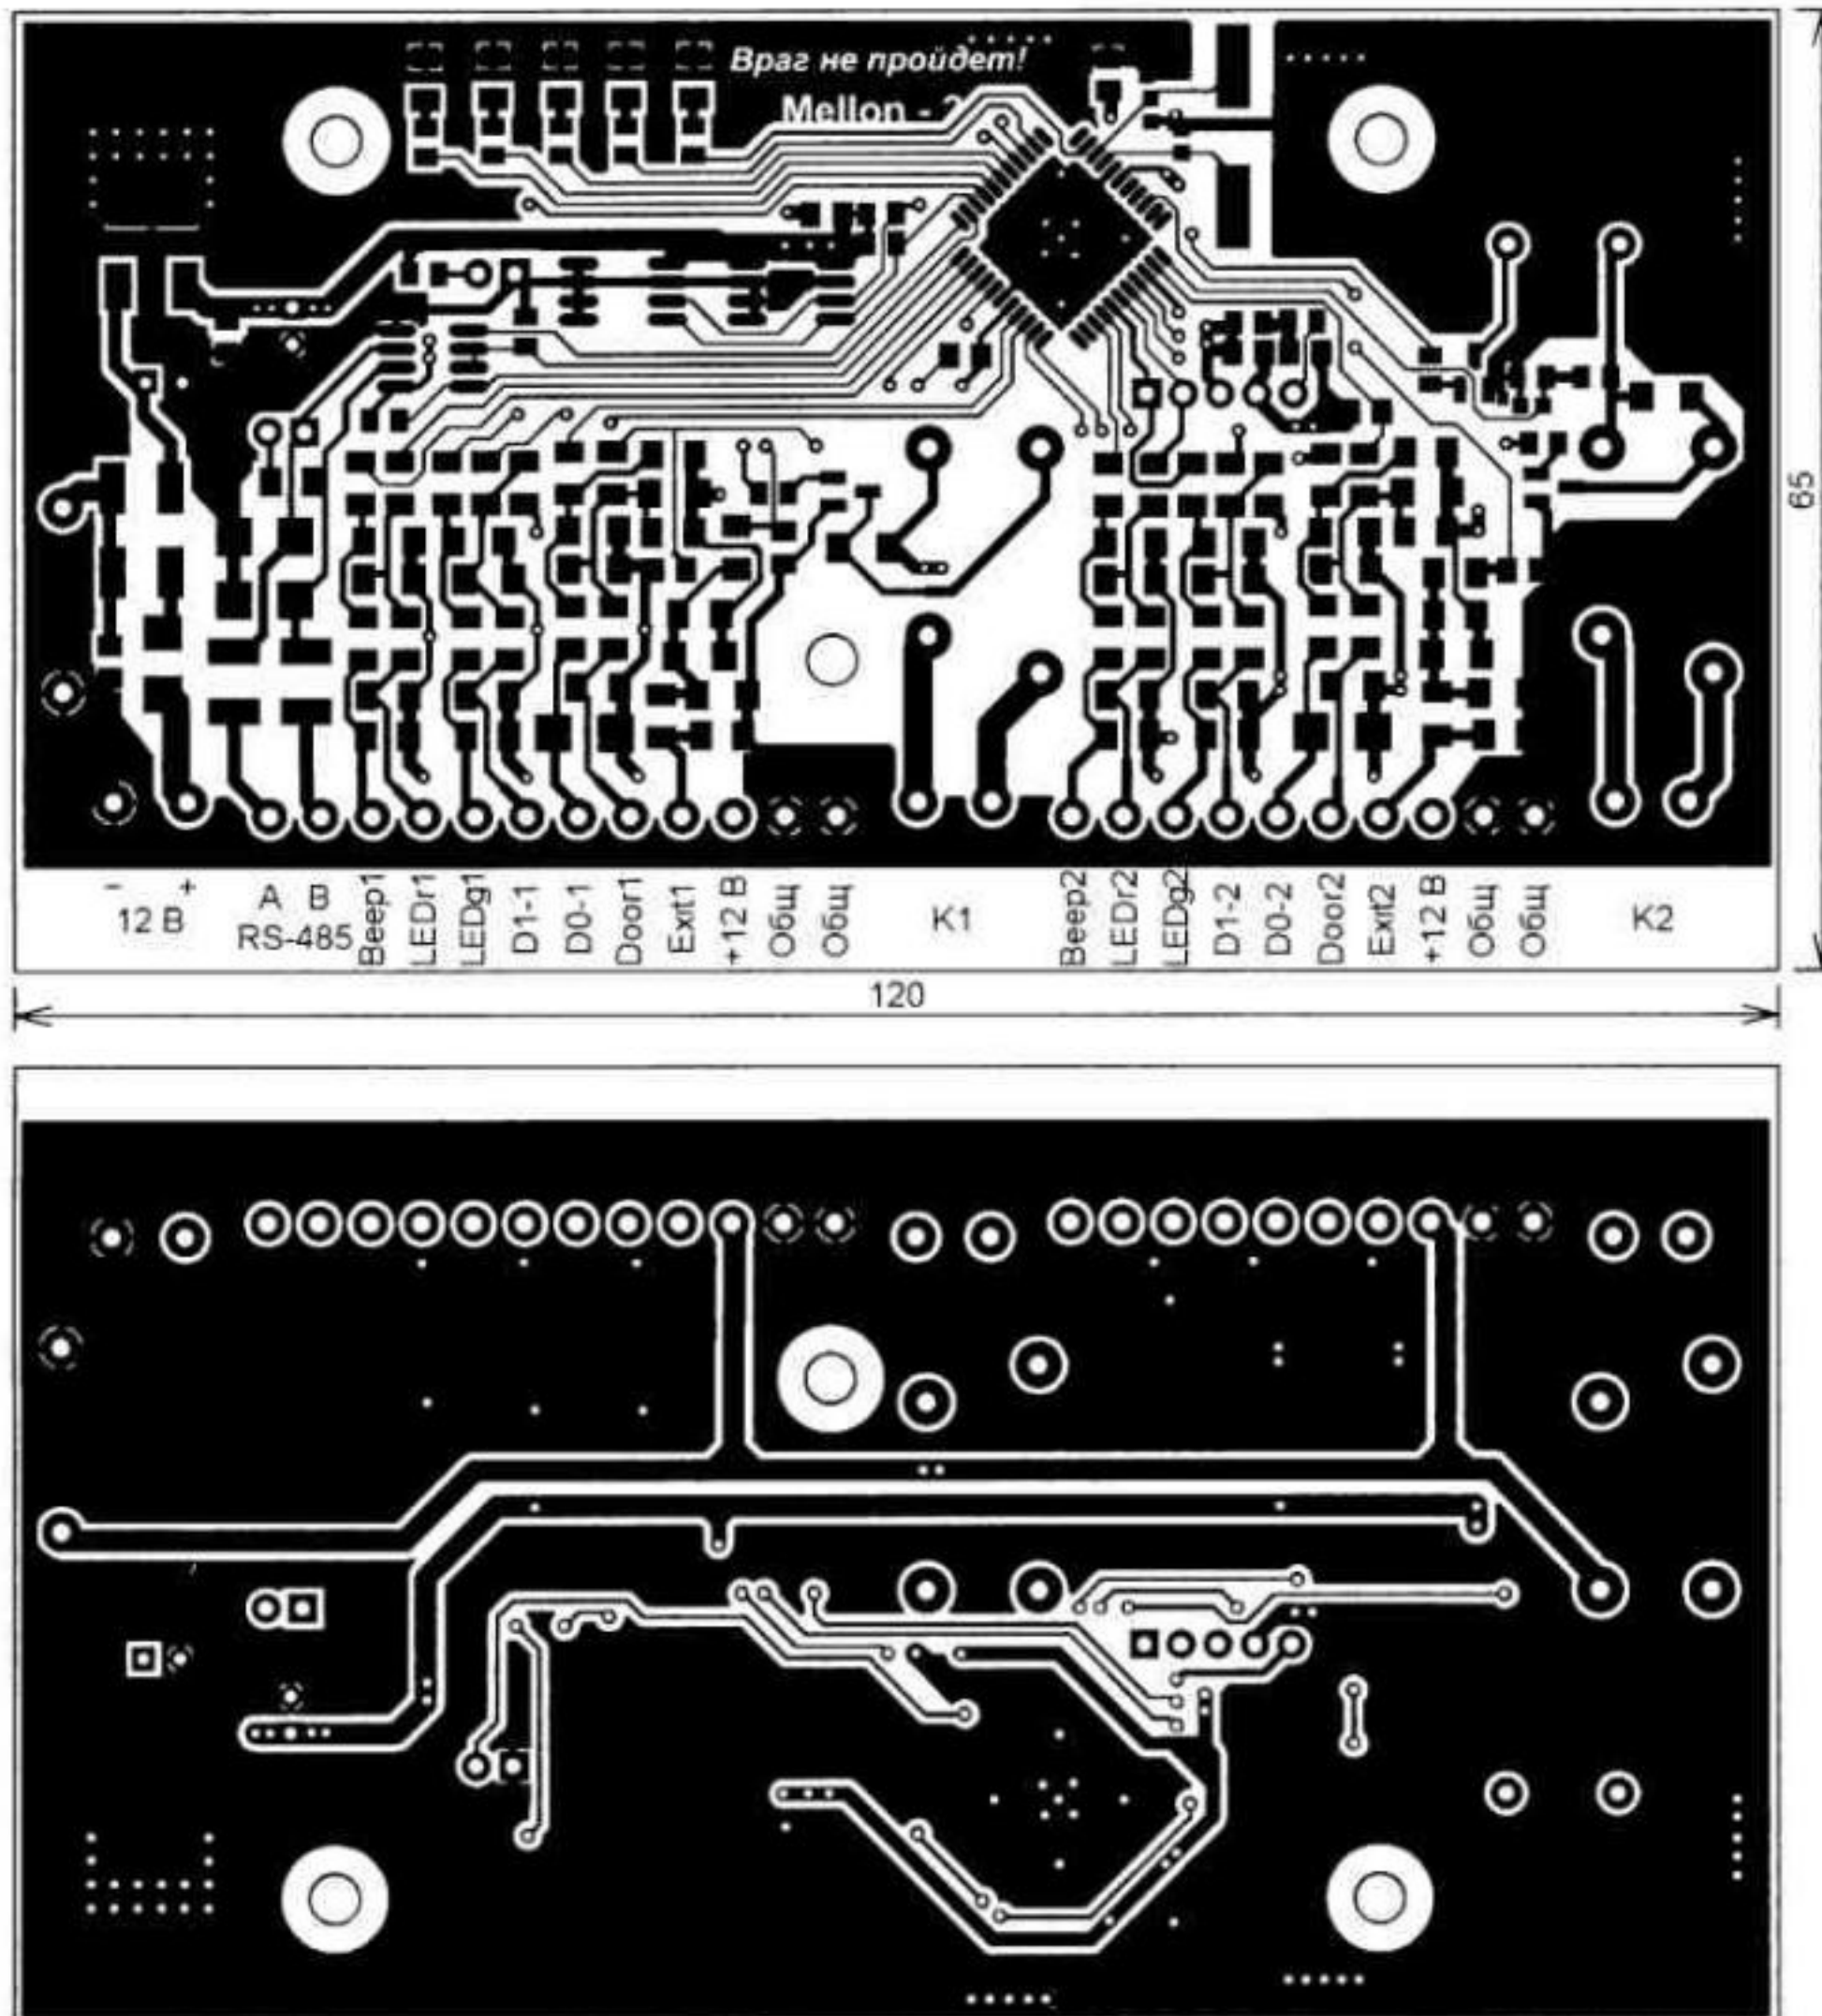 Враг не пройдет!
Mellon - 2
65
- +
12 В
A B
RS-485
Beep1
LEDr1
LEDg1
D1-1
D0-1
Door1
Exit1
+12 В
Общ
Общ
K1
Beep2
LEDr2
LEDg2
D1-2
D0-2
Door2
Exit2
+12 В
Общ
Общ
K2
120